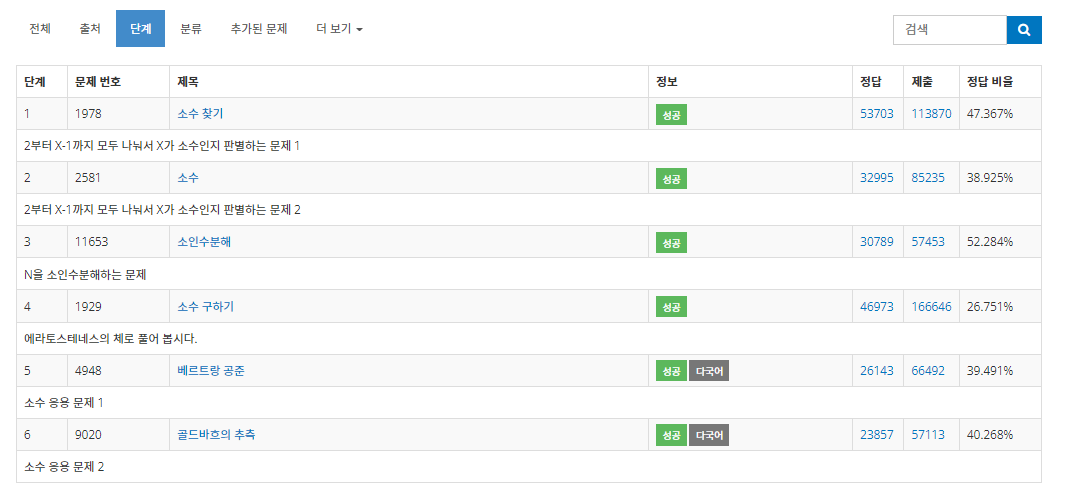 전체 출처 단계 분류 추가된 문제 더 보기 검색
단계 문제 번호 제목 정보 정답 제출 정답 비율
1 1978 소수 찾기 성공 53703 113870 47.367%
2부터 X-1까지 모두 나눠서 X가 소수인지 판별하는 문제 1
2 2581 소수 성공 32995 85235 38.925%
2부터 X-1까지 모두 나눠서 X가 소수인지 판별하는 문제 2
3 11653 소인수분해 성공 30789 57453 52.284%
N을 소인수분해하는 문제
4 1929 소수 구하기 성공 46973 166646 26.751%
에라토스테네스의 체로 풀어 봅시다.
5 4948 베르트랑 공준 성공 다국어 26143 66492 39.491%
소수 응용 문제 1
6 9020 골드바흐의 추측 성공 다국어 23857 57113 40.268%
소수 응용 문제 2